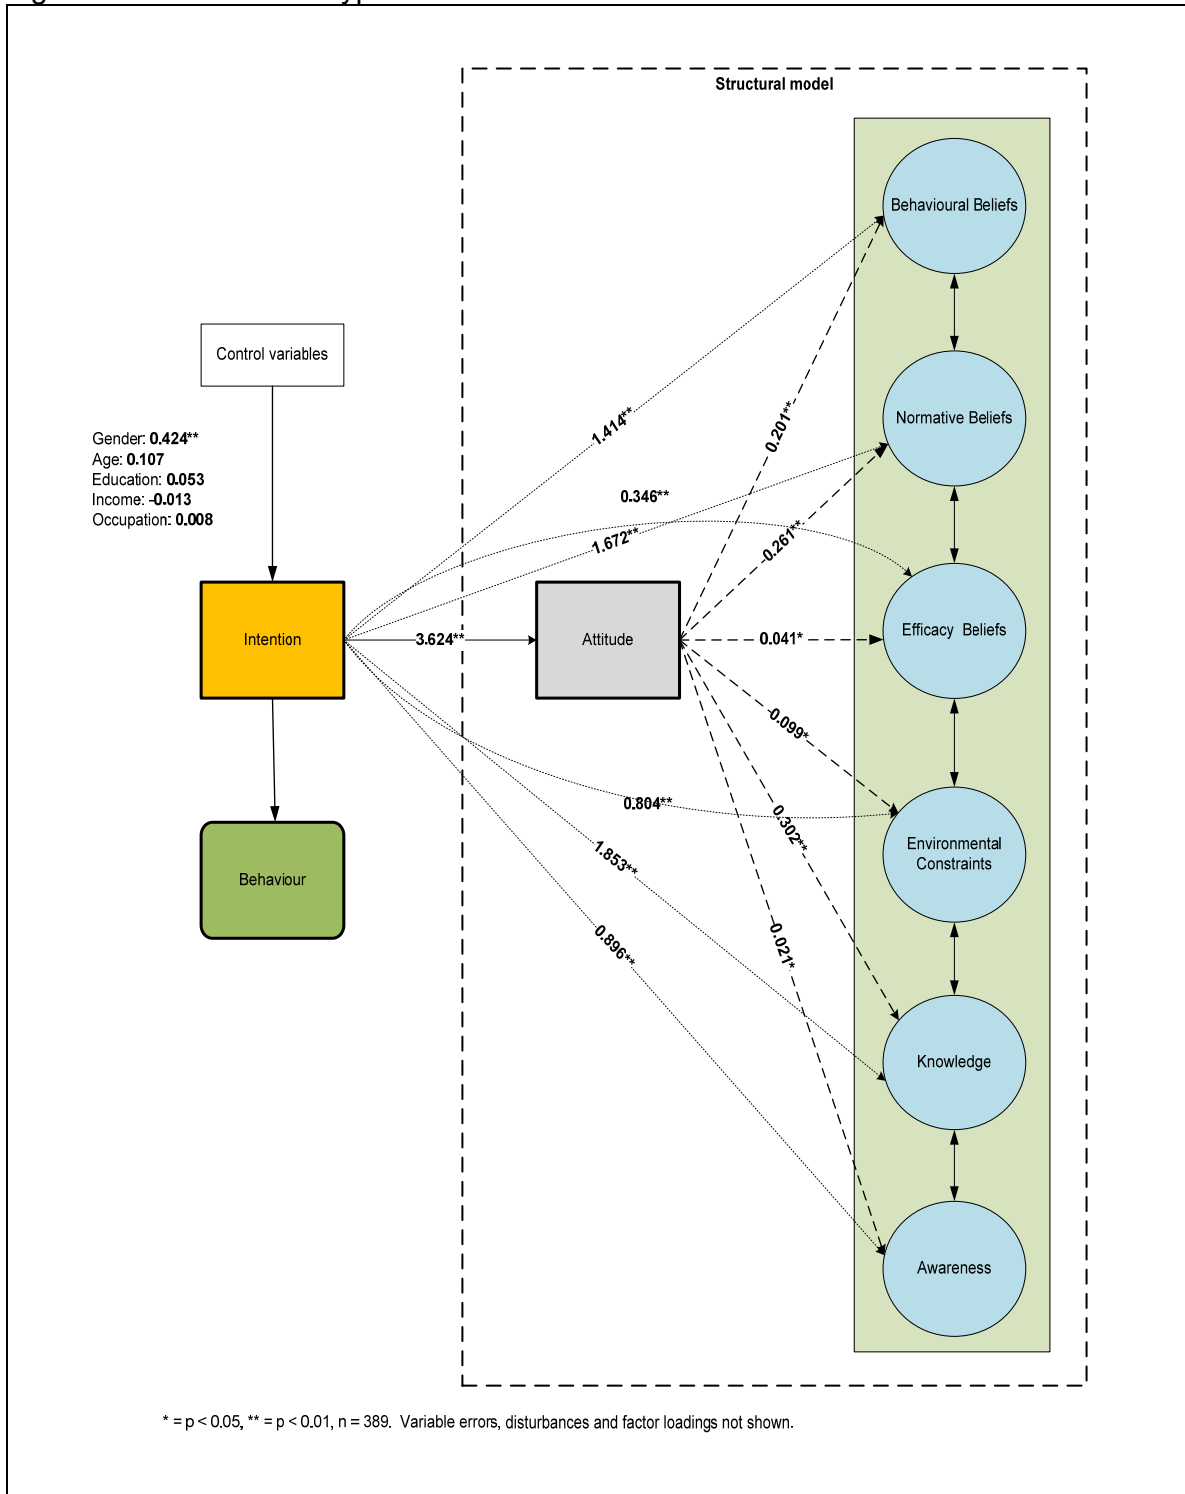 Structural model
Behavioural Beliefs
Control variables
Gender: 0.424**
Age: 0.107
Education: 0.053
Income: -0.013
Occupation: 0.008
1.414**
0.201**
Normative Beliefs
0.346**
1.672**
0.261**
Intention
3.624**
Attitude
0.041*
Efficacy Beliefs
-0.099*
0.804**
0.302**
Environmental
Constraints
1.853**
Behaviour
0.896**
0.021*
Knowledge
Awareness
* = p < 0.05, ** = p < 0.01, n = 389. Variable errors, disturbances and factor loadings not shown.